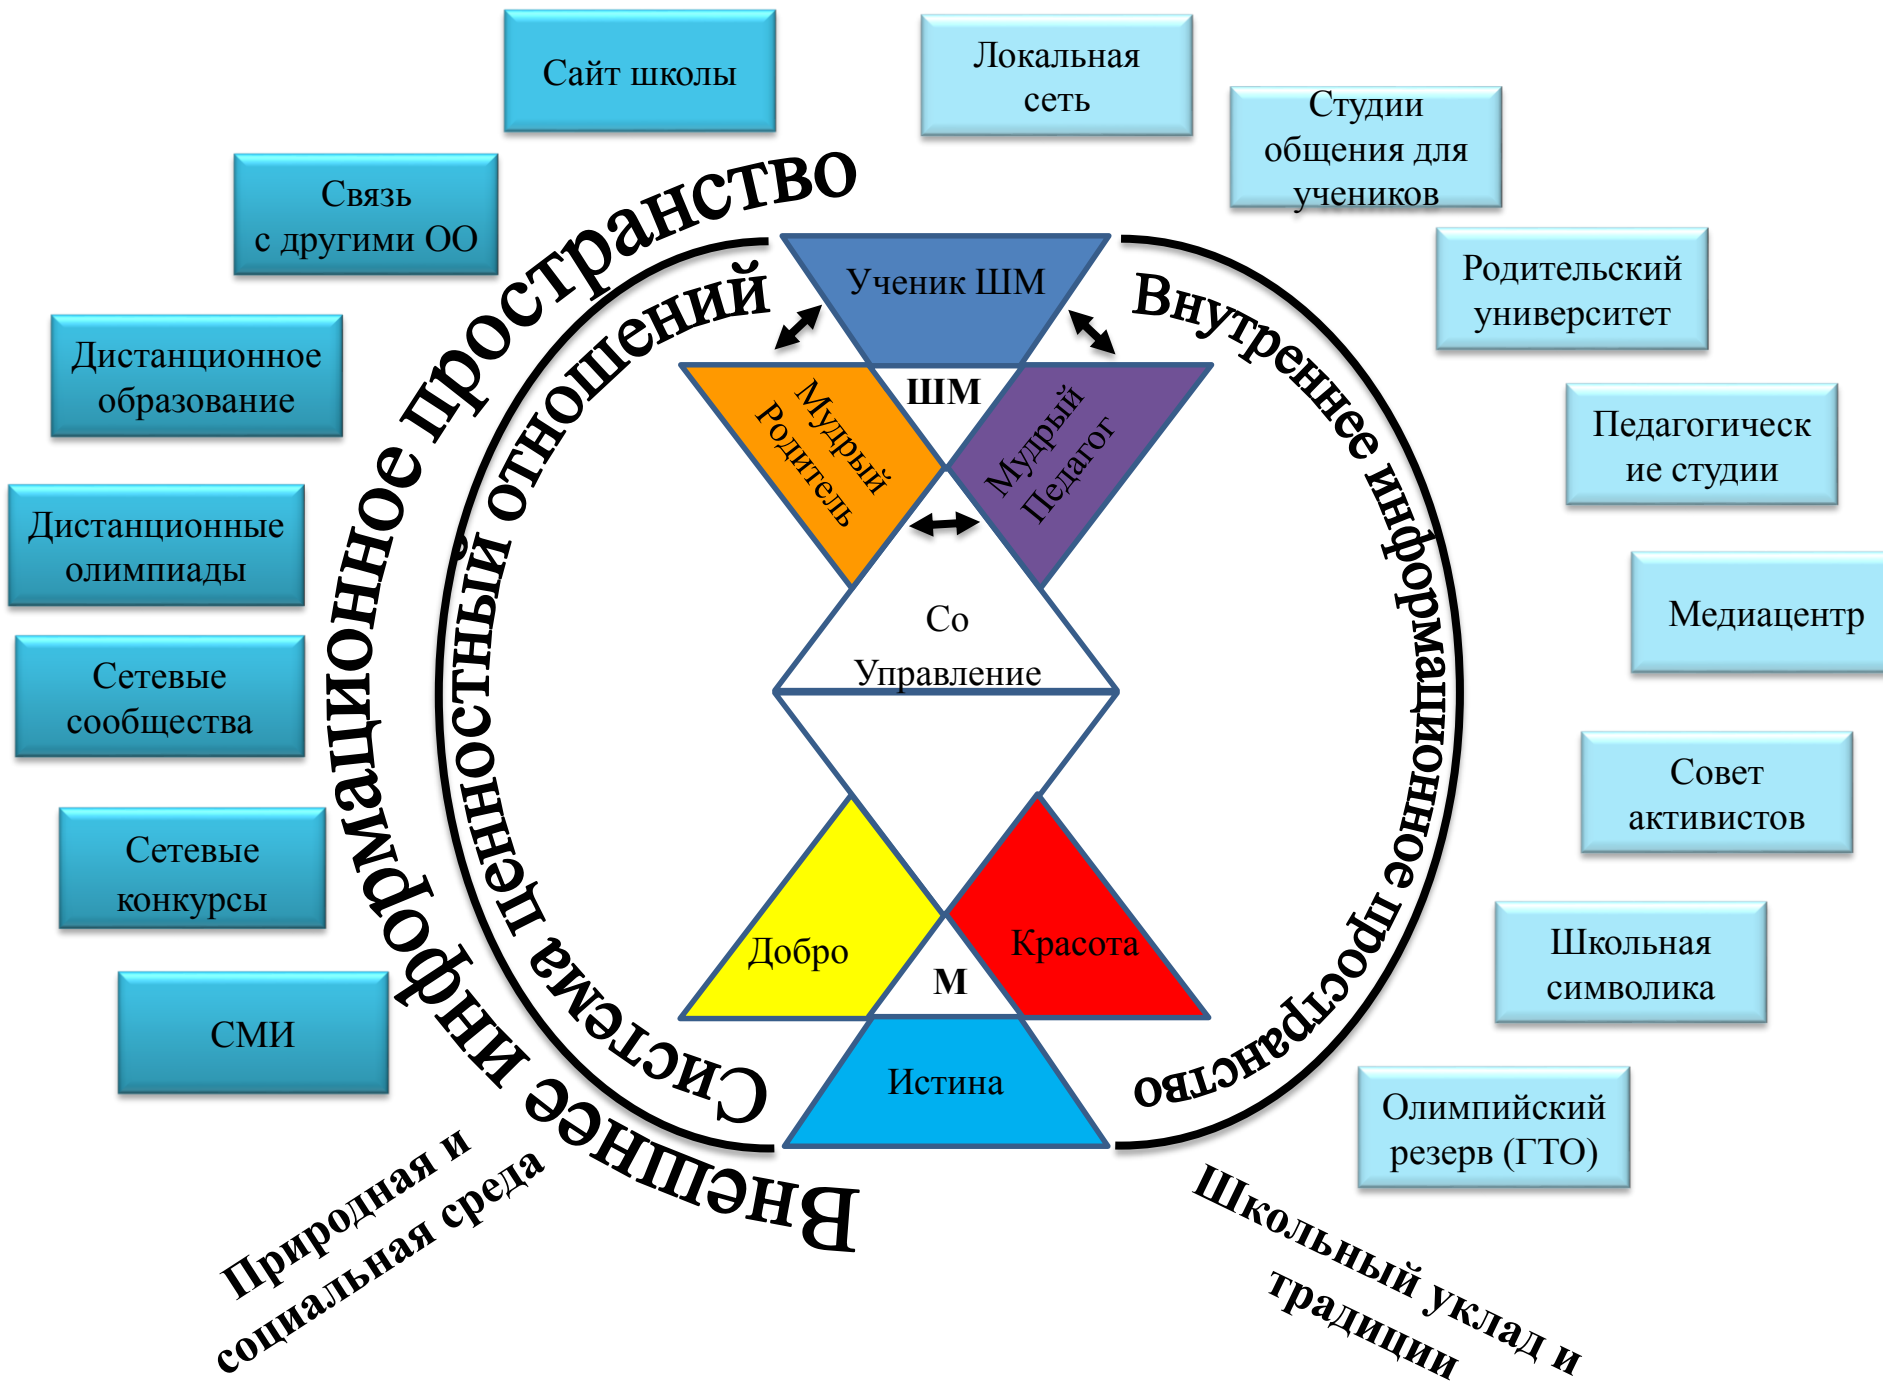 Сайт школы
Локальная
сеть
Студии
общения для
учеников
Связь
с другими ОО
Родительский
университет
Дистанционное
образование
Педагогическ
ие студии
Дистанционные
олимпиады
Медиацентр
Сетевые
сообщества
Совет
активистов
Сетевые
конкурсы
Школьная
символика
СМИ
Олимпийский
резерв (ГТО)
Внешнее информационное пространство
Система ценностный отношений
Внутреннее информационное пространство
Ученик ШМ
ШМ
Мудрый
Родитель
Мудрый
Педагог
Со
Управление
Добро
Красота
М
Истина
Природная и
социальная среда
Школьный уклад и
традиции